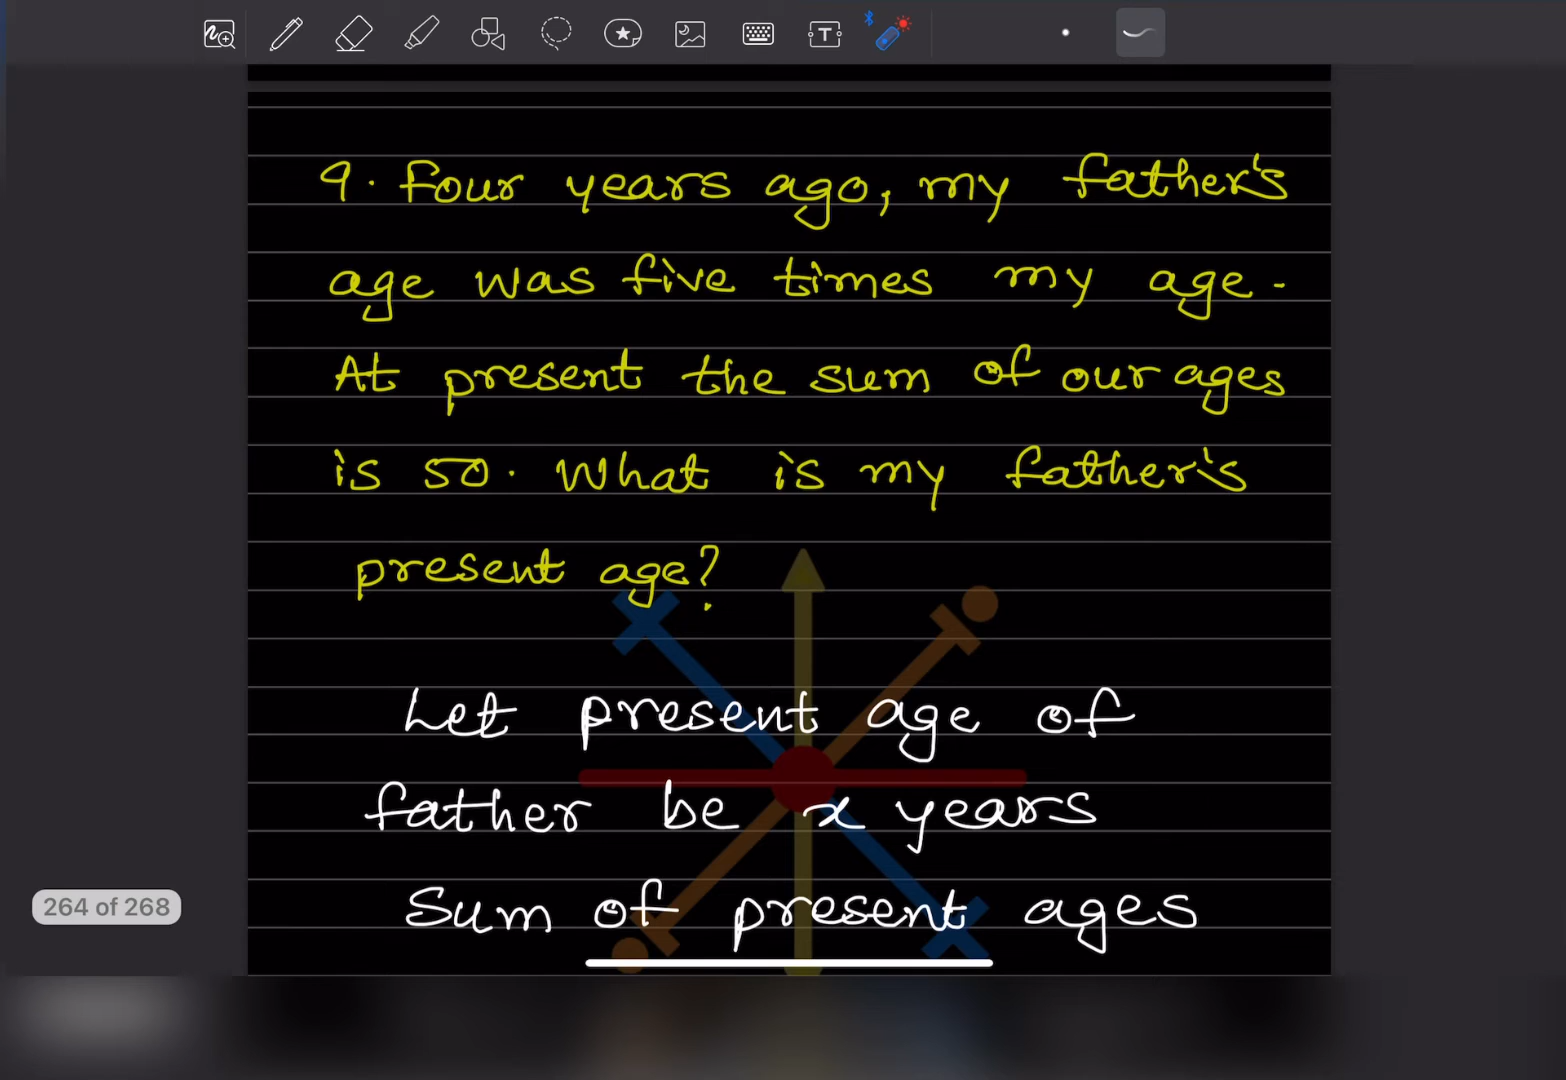 9. Four years ago, my father's
age was five times my age.
At present the sum of our ages
is 50. What is my father's
present age?
Let present age of
father be x years
Sum of present ages
264 of 268